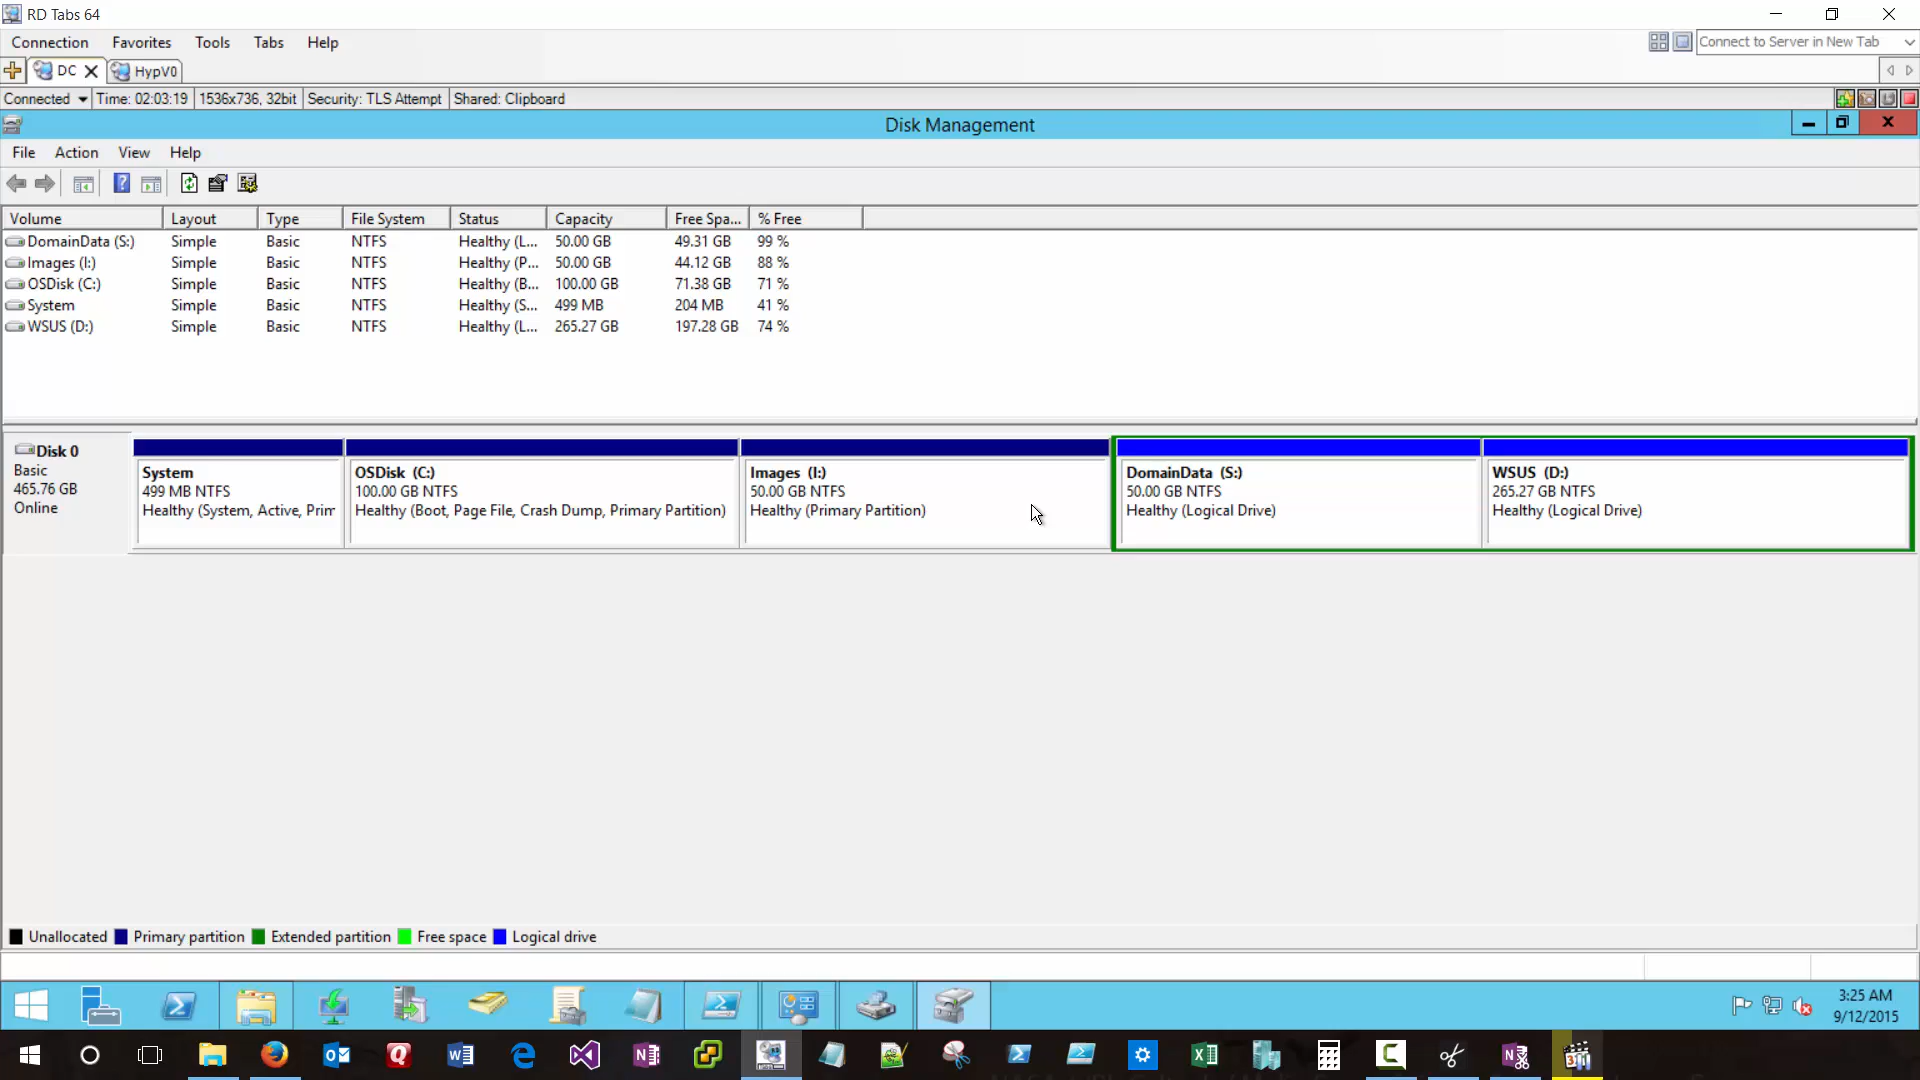 RD Tabs 64
Connection Favorites Tools Tabs Help
Connect to Server in New Tab
DC HypV0
Connected Time: 02:03:19 1536x736, 32bit Security: TLS Attempt Shared: Clipboard
Disk Management
File Action View Help
Volume Layout Type File System Status Capacity Free Spa... % Free
DomainData (S:) Simple Basic NTFS Healthy (L... 50.00 GB 49.31 GB 99 %
Images (I:) Simple Basic NTFS Healthy (P... 50.00 GB 44.12 GB 88 %
OSDisk (C:) Simple Basic NTFS Healthy (B... 100.00 GB 71.38 GB 71 %
System Simple Basic NTFS Healthy (S... 499 MB 204 MB 41 %
WSUS (D:) Simple Basic NTFS Healthy (L... 265.27 GB 197.28 GB 74 %
Disk 0
Basic
465.76 GB
Online
System
499 MB NTFS
Healthy (System, Active, Prim
OSDisk (C:)
100.00 GB NTFS
Healthy (Boot, Page File, Crash Dump, Primary Partition)
Images (I:)
50.00 GB NTFS
Healthy (Primary Partition)
DomainData (S:)
50.00 GB NTFS
Healthy (Logical Drive)
WSUS (D:)
265.27 GB NTFS
Healthy (Logical Drive)
Unallocated Primary partition Extended partition Free space Logical drive
3:25 AM
9/12/2015